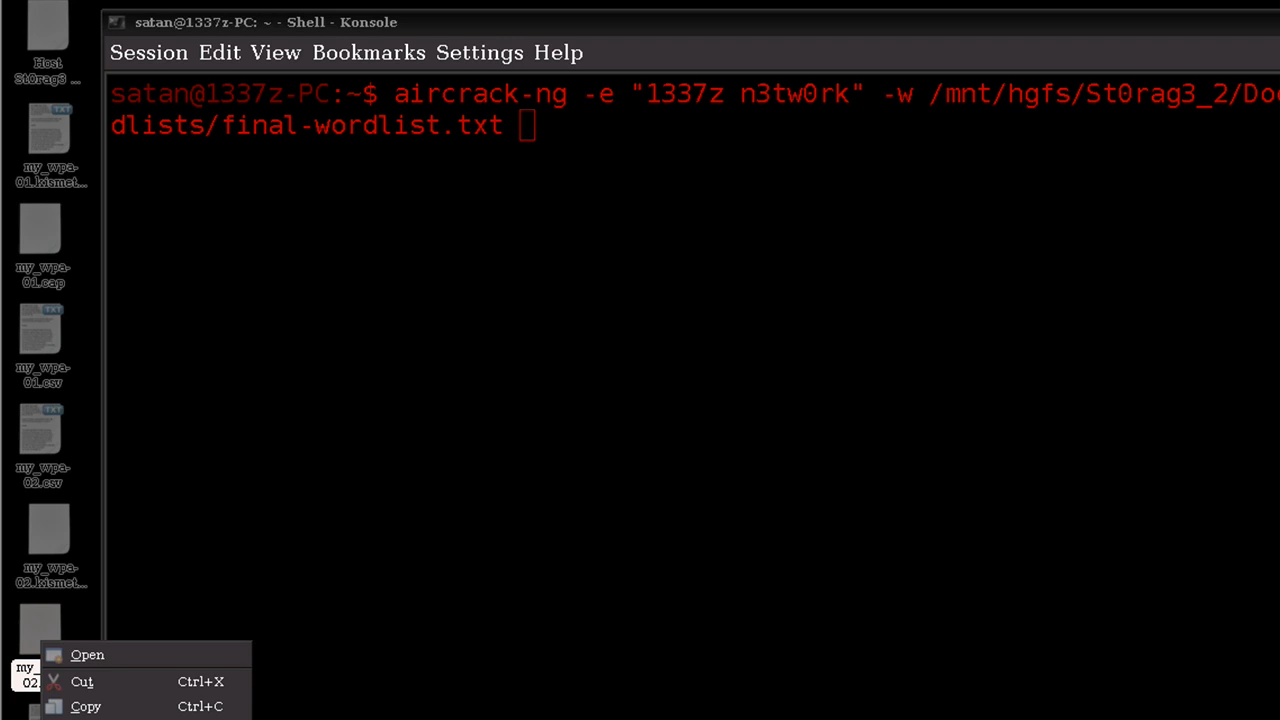 satan@1337z-PC: ~ - Shell - Konsole
Session Edit View Bookmarks Settings Help
satan@1337z-PC:~$ aircrack-ng -e "1337z n3tw0rk" -w /mnt/hgfs/St0rag3_2/Do
dlists/final-wordlist.txt
Host
St0rag3 ...
my_wpa-
01.kismet...
my_wpa-
01.cap
my_wpa-
01.csv
my_wpa-
02.csv
my_wpa-
02.kismet...
my_
02.
Open
Cut Ctrl+X
Copy Ctrl+C